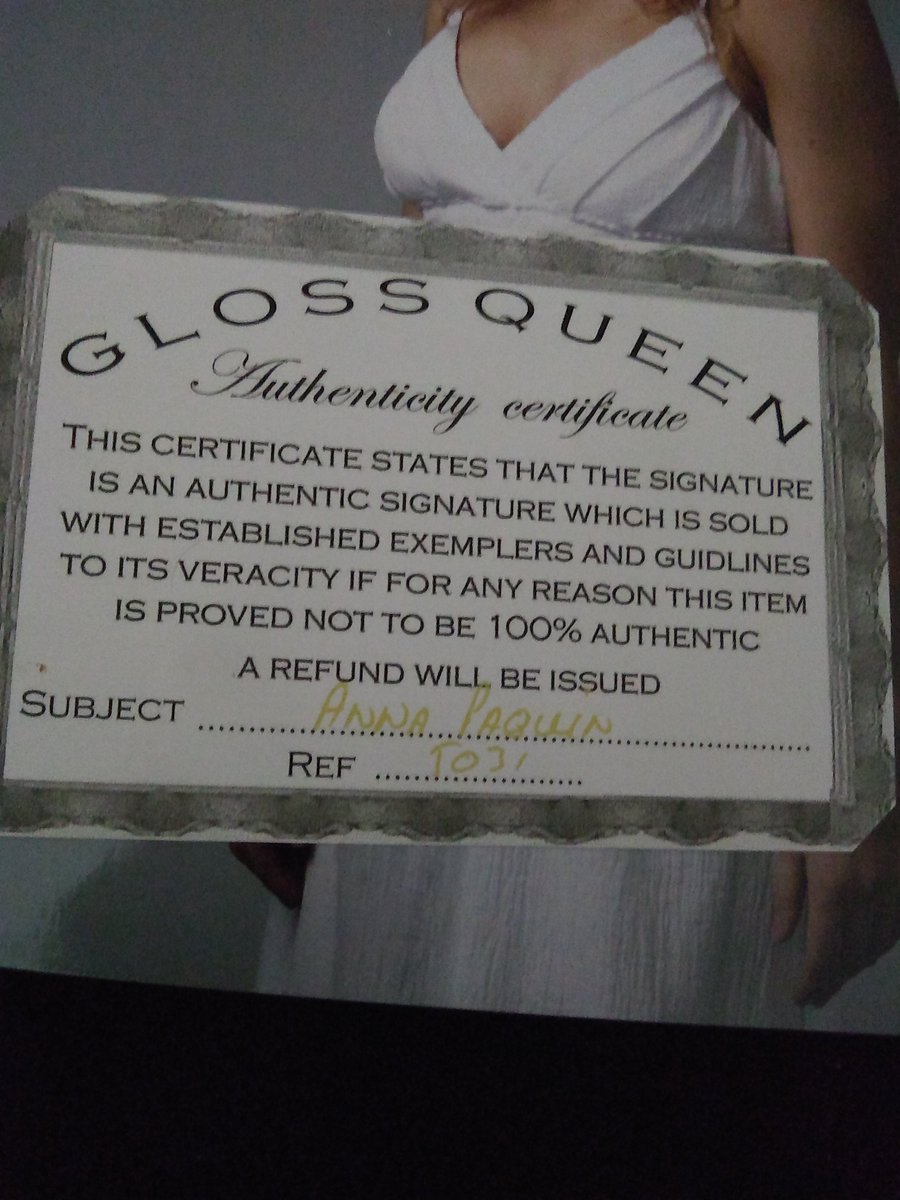 GLOSS QUEEN
Authenticity certificate
THIS CERTIFICATE STATES THAT THE SIGNATURE
IS AN AUTHENTIC SIGNATURE WHICH IS SOLD
WITH ESTABLISHED EXEMPLERS AND GUIDLINES
TO ITS VERACITY IF FOR ANY REASON THIS ITEM
IS PROVED NOT TO BE 100% AUTHENTIC
A REFUND WILL BE ISSUED
SUBJECT ANNA PAQUIN
REF TO31